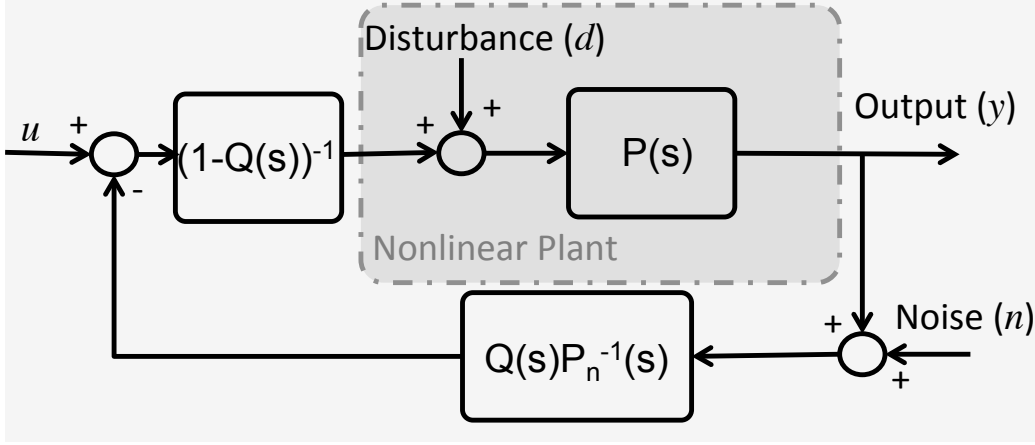 Disturbance (d)
+
u
+
(1-Q(s))⁻¹
+
P(s)
Output (y)
-
Nonlinear Plant
Q(s)Pₙ⁻¹(s)
+
Noise (n)
+